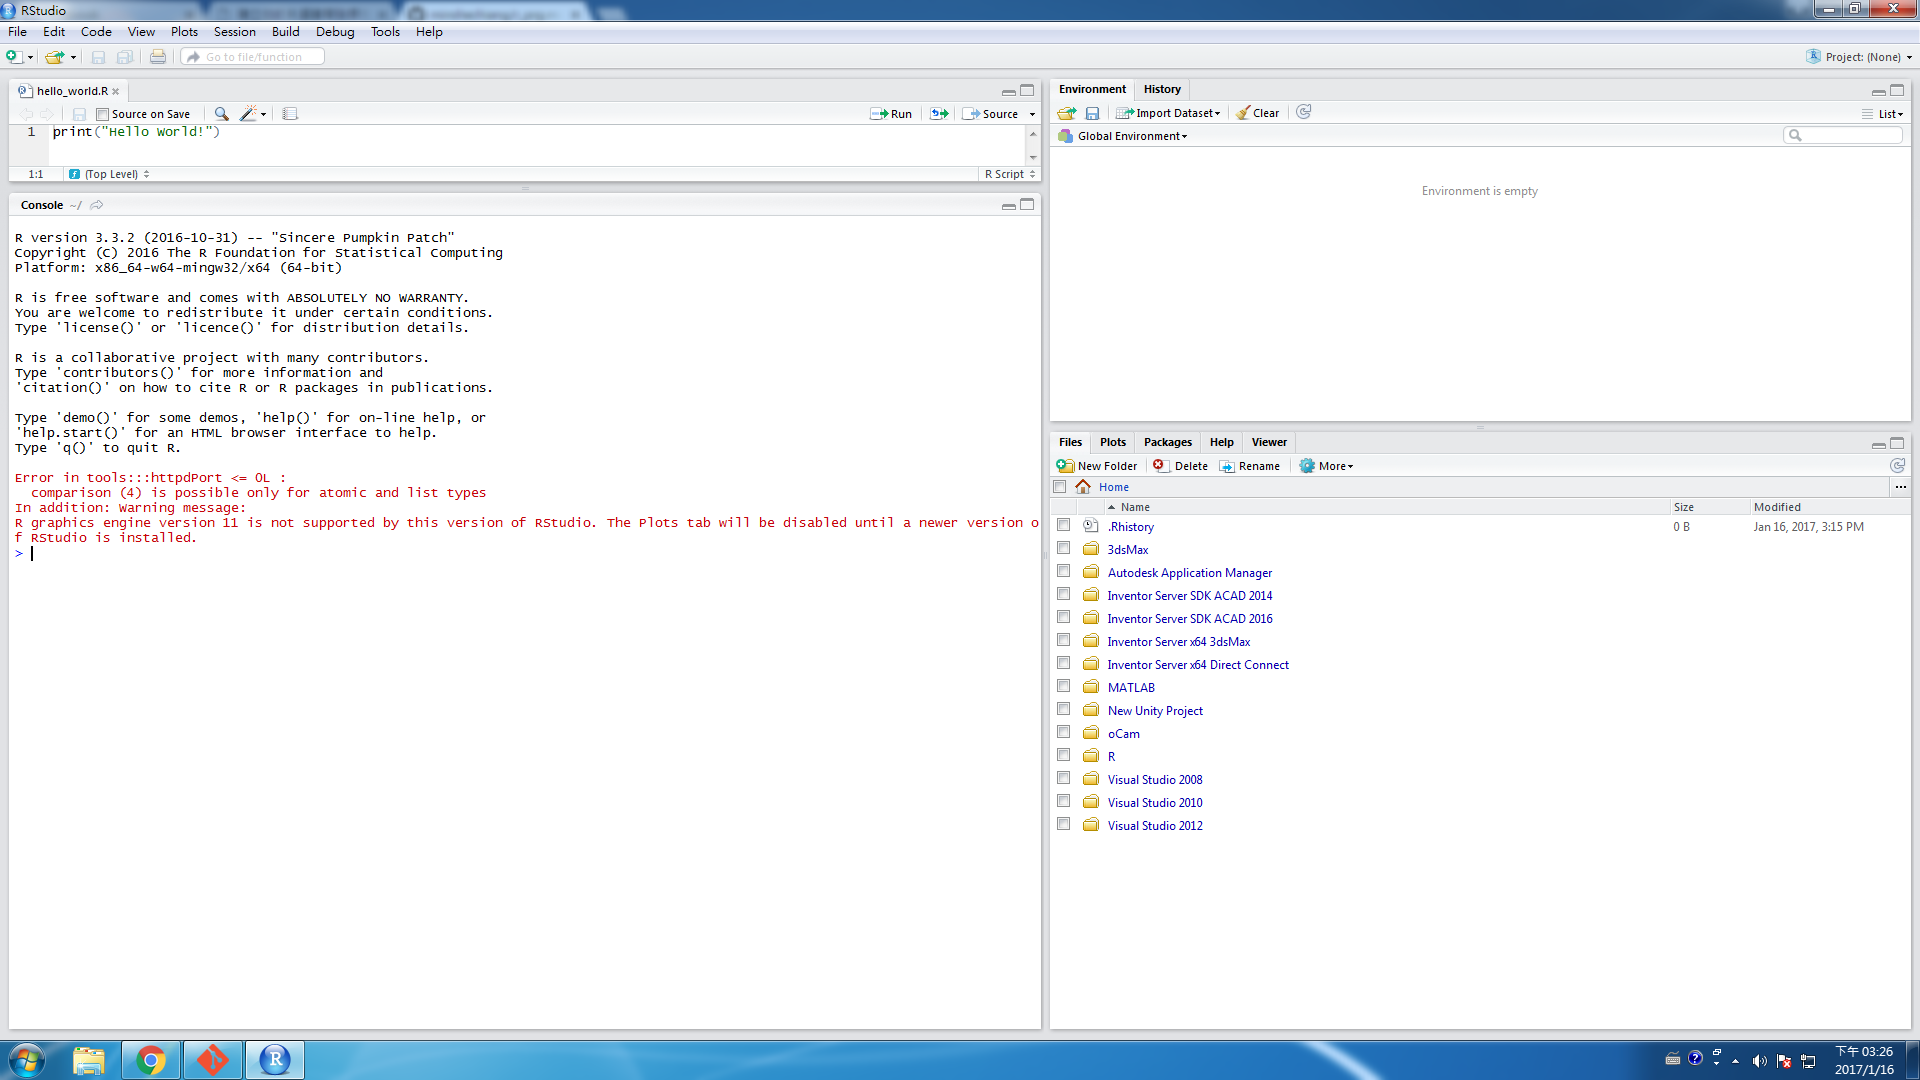 RStudio
File Edit Code View Plots Session Build Debug Tools Help
Go to file/function
Project: (None)
hello_world.R
Source on Save
Run
Source
1 print("Hello World!")
1:1 (Top Level)
R Script
Console ~/
R version 3.3.2 (2016-10-31) -- "Sincere Pumpkin Patch"
Copyright (C) 2016 The R Foundation for Statistical Computing
Platform: x86_64-w64-mingw32/x64 (64-bit)
R is free software and comes with ABSOLUTELY NO WARRANTY.
You are welcome to redistribute it under certain conditions.
Type 'license()' or 'licence()' for distribution details.
R is a collaborative project with many contributors.
Type 'contributors()' for more information and
'citation()' on how to cite R or R packages in publications.
Type 'demo()' for some demos, 'help()' for on-line help, or
'help.start()' for an HTML browser interface to help.
Type 'q()' to quit R.
Error in tools:::httpdPort <= 0L :
comparison (4) is possible only for atomic and list types
In addition: Warning message:
R graphics engine version 11 is not supported by this version of RStudio. The Plots tab will be disabled until a newer version o
f RStudio is installed.
>
Environment History
Import Dataset Clear
List
Global Environment
Environment is empty
Files Plots Packages Help Viewer
New Folder Delete Rename More
Home ...
Name Size Modified
.Rhistory 0 B Jan 16, 2017, 3:15 PM
3dsMax
Autodesk Application Manager
Inventor Server SDK ACAD 2014
Inventor Server SDK ACAD 2016
Inventor Server x64 3dsMax
Inventor Server x64 Direct Connect
MATLAB
New Unity Project
oCam
R
Visual Studio 2008
Visual Studio 2010
Visual Studio 2012
下午 03:26
2017/1/16